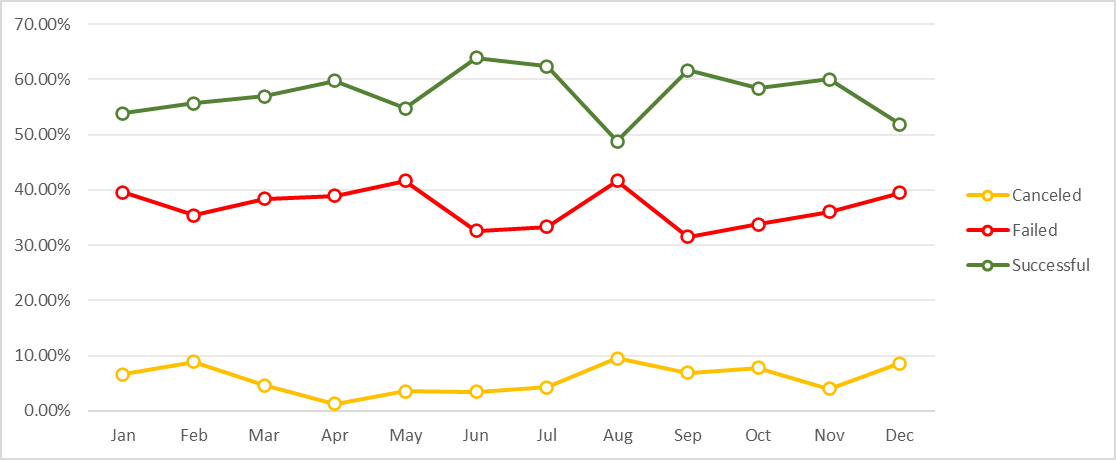 70.00%
60.00%
50.00%
40.00%
30.00%
20.00%
10.00%
0.00%
Jan Feb Mar Apr May Jun Jul Aug Sep Oct Nov Dec
Canceled
Failed
Successful